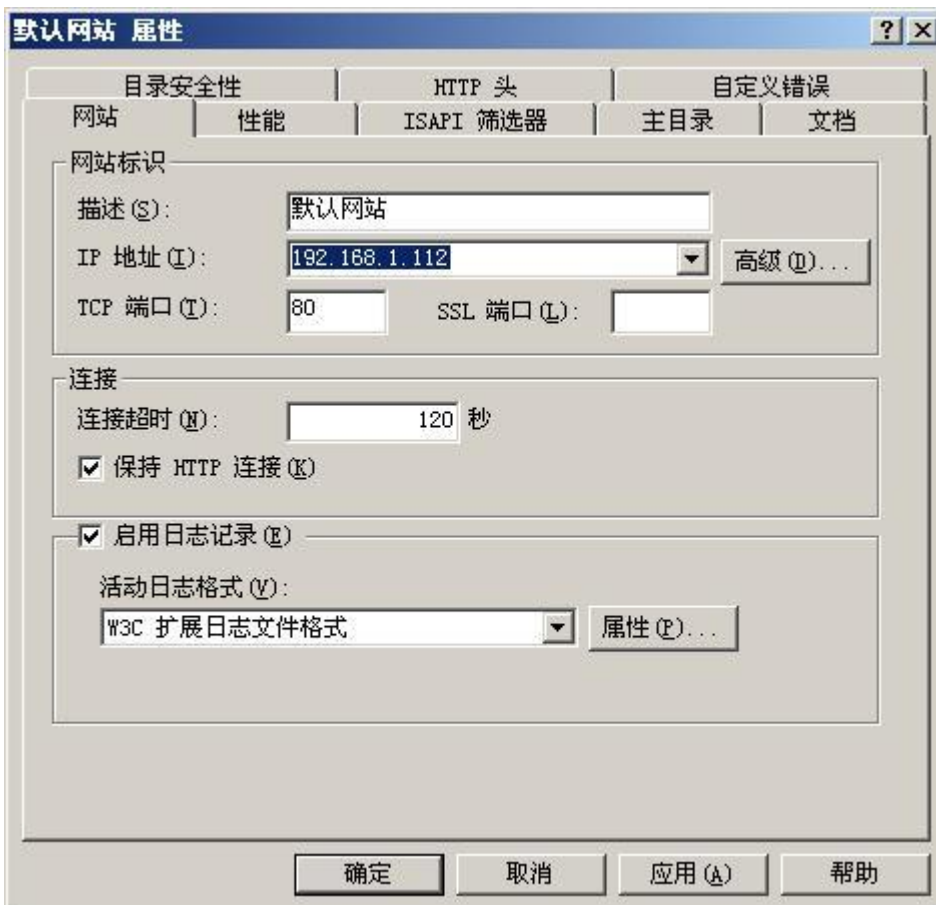 默认网站 属性
目录安全性 HTTP 头 自定义错误
网站 性能 ISAPI 筛选器 主目录 文档
网站标识
描述(S): 默认网站
IP 地址(I): 192.168.1.112 高级(D)...
TCP 端口(T): 80 SSL 端口(L):
连接
连接超时(N): 120 秒
保持 HTTP 连接(K)
启用日志记录(E)
活动日志格式(V):
W3C 扩展日志文件格式 属性(P)...
确定 取消 应用(A) 帮助